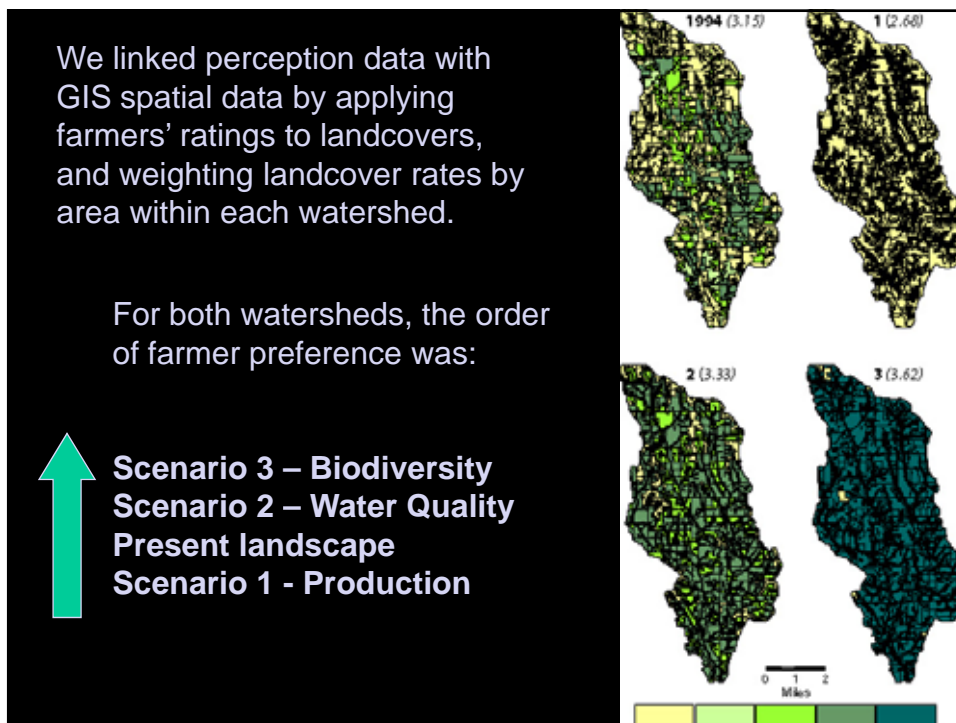 We linked perception data with
GIS spatial data by applying
farmers’ ratings to landcovers,
and weighting landcover rates by
area within each watershed.
For both watersheds, the order
of farmer preference was:
Scenario 3 – Biodiversity
Scenario 2 – Water Quality
Present landscape
Scenario 1 - Production
1994 (3.15)
1 (2.68)
2 (3.33)
3 (3.62)
0 1 2
Miles